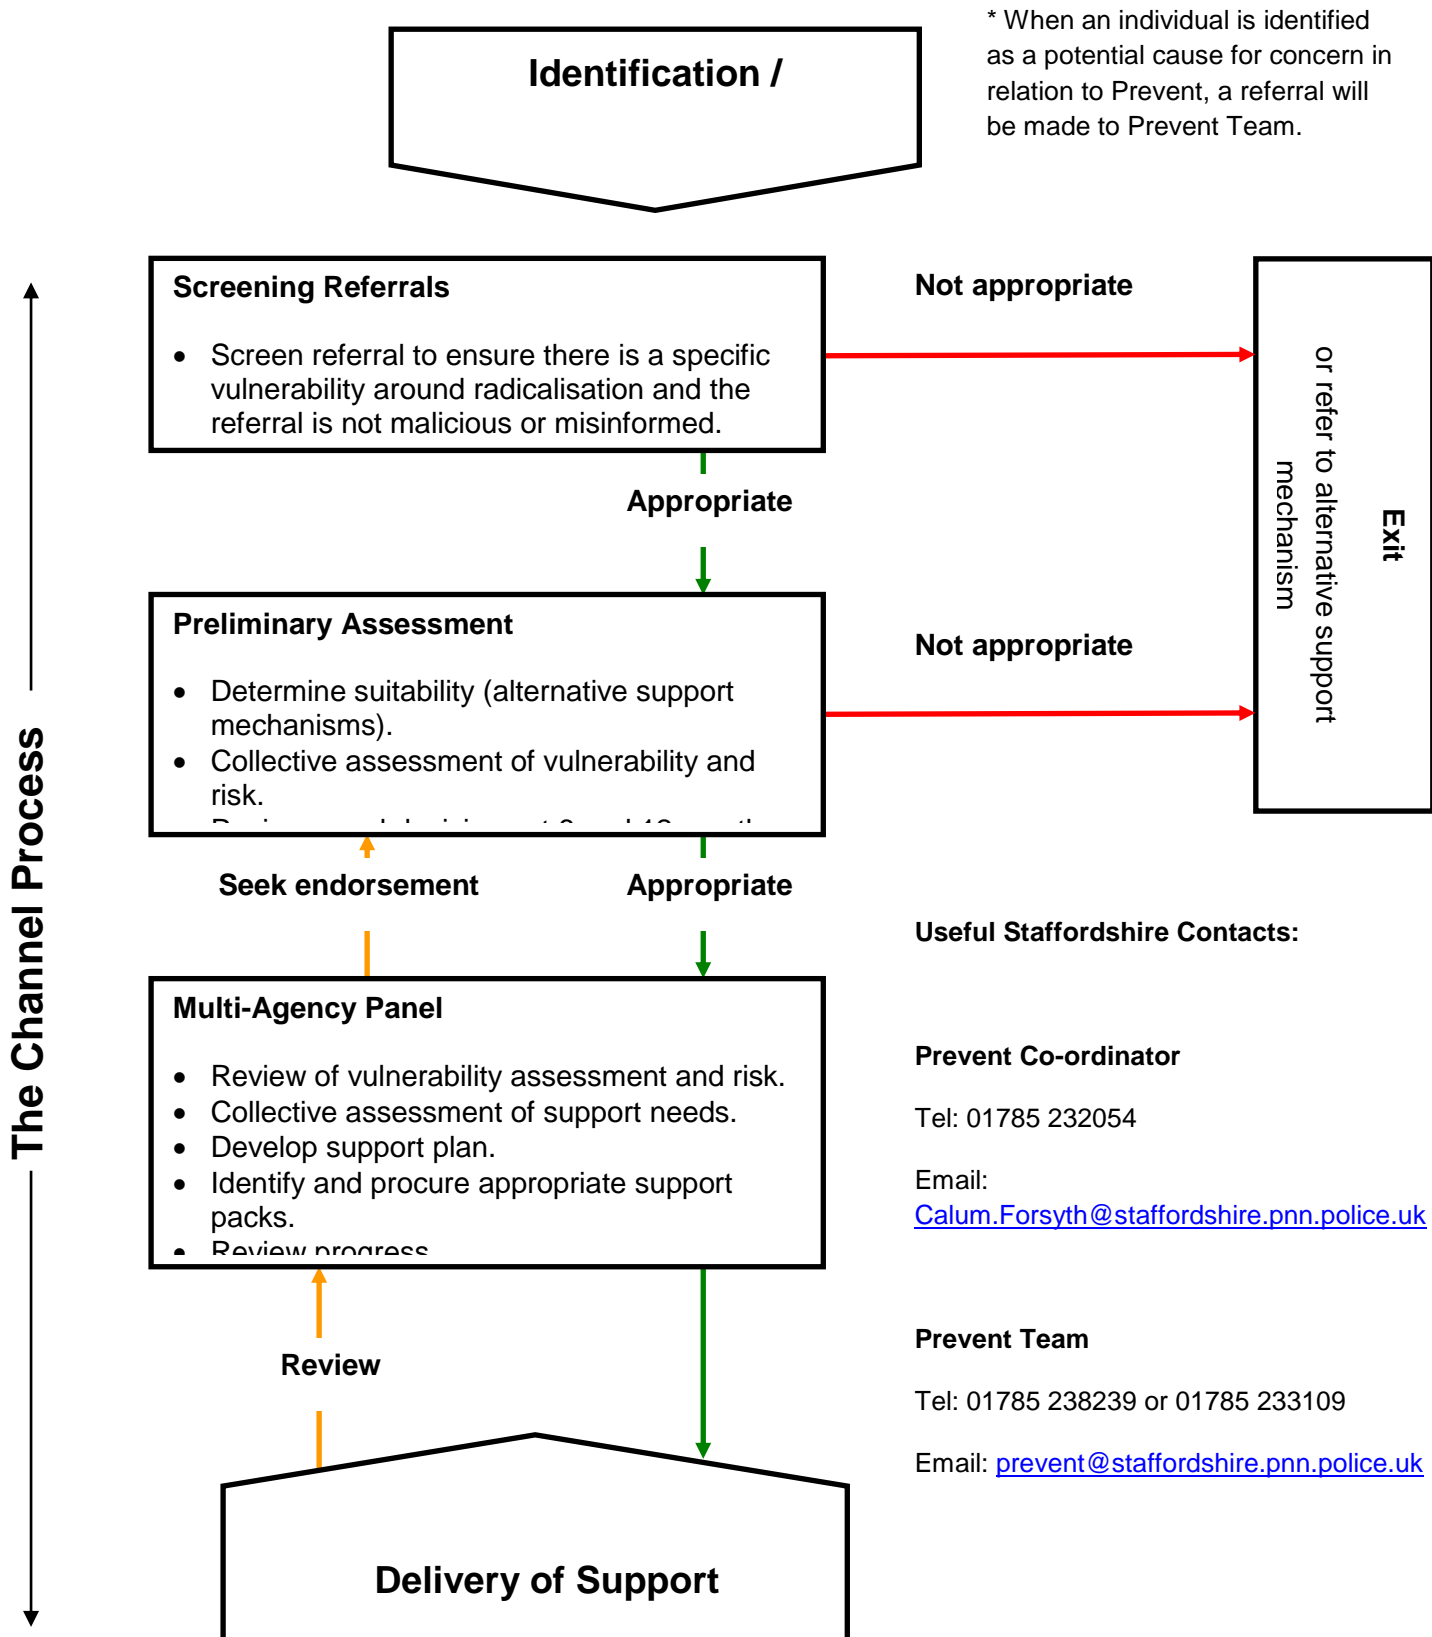 * When an individual is identified
as a potential cause for concern in
relation to Prevent, a referral will
be made to Prevent Team.
Identification /
The Channel Process
Screening Referrals
• Screen referral to ensure there is a specific
vulnerability around radicalisation and the
referral is not malicious or misinformed.
Not appropriate
Exit
or refer to alternative support
mechanism
Appropriate
Preliminary Assessment
• Determine suitability (alternative support
mechanisms).
• Collective assessment of vulnerability and
risk.
Not appropriate
Seek endorsement
Appropriate
Multi-Agency Panel
• Review of vulnerability assessment and risk.
• Collective assessment of support needs.
• Develop support plan.
• Identify and procure appropriate support
packs.
• Review progress
Review
Delivery of Support
Useful Staffordshire Contacts:
Prevent Co-ordinator
Tel: 01785 232054
Email:
Calum.Forsyth@staffordshire.pnn.police.uk
Prevent Team
Tel: 01785 238239 or 01785 233109
Email: prevent@staffordshire.pnn.police.uk